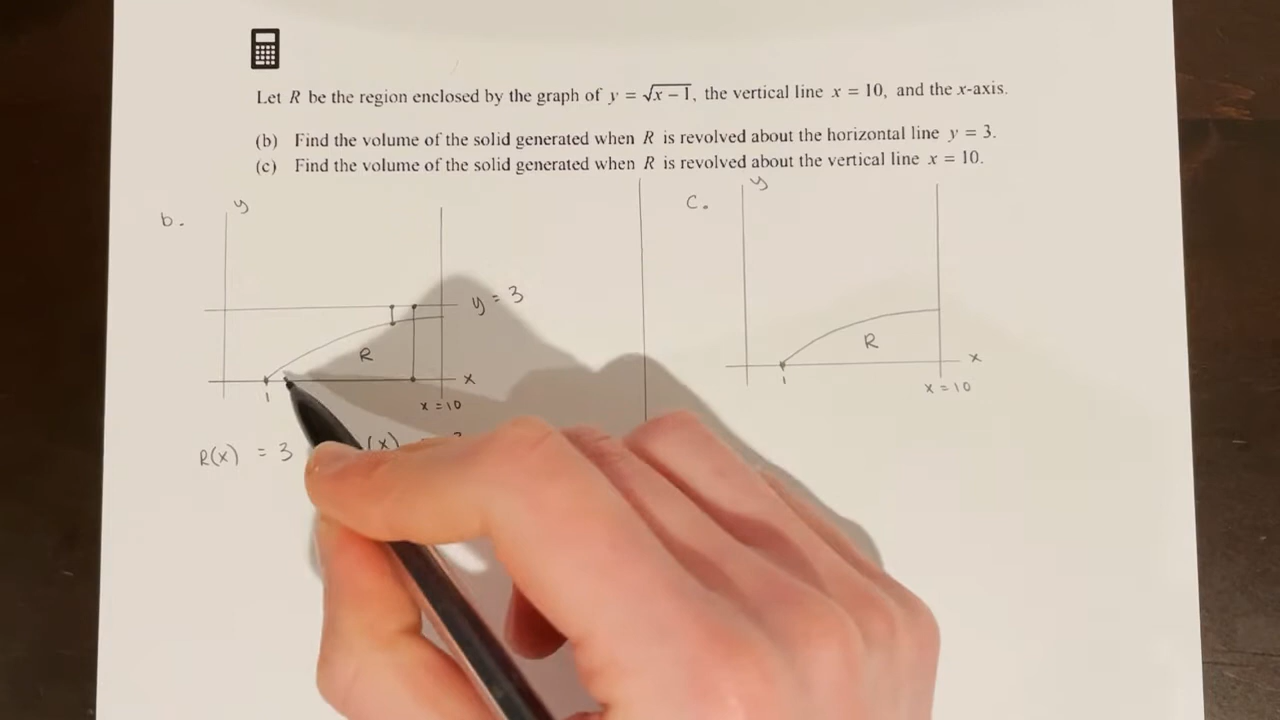 Let R be the region enclosed by the graph of y = √x − 1, the vertical line x = 10, and the x-axis.
(b) Find the volume of the solid generated when R is revolved about the horizontal line y = 3.
(c) Find the volume of the solid generated when R is revolved about the vertical line x = 10.
b.
y
y = 3
R
x
1
x = 10
R(x) = 3
(x)
c.
y
R
x
1
x = 10